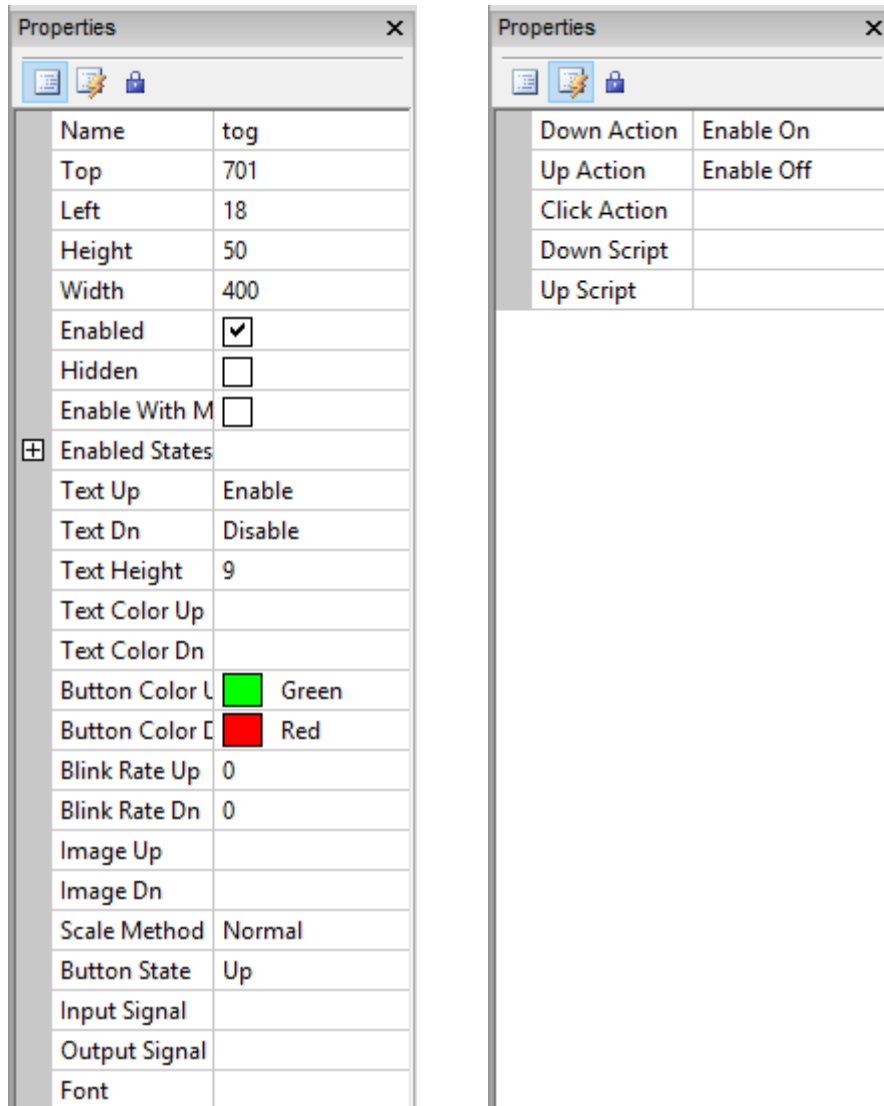 Properties
Name tog
Top 701
Left 18
Height 50
Width 400
Enabled
Hidden
Enable With M
Enabled States
Text Up Enable
Text Dn Disable
Text Height 9
Text Color Up
Text Color Dn
Button Color U Green
Button Color D Red
Blink Rate Up 0
Blink Rate Dn 0
Image Up
Image Dn
Scale Method Normal
Button State Up
Input Signal
Output Signal
Font
Properties
Down Action Enable On
Up Action Enable Off
Click Action
Down Script
Up Script